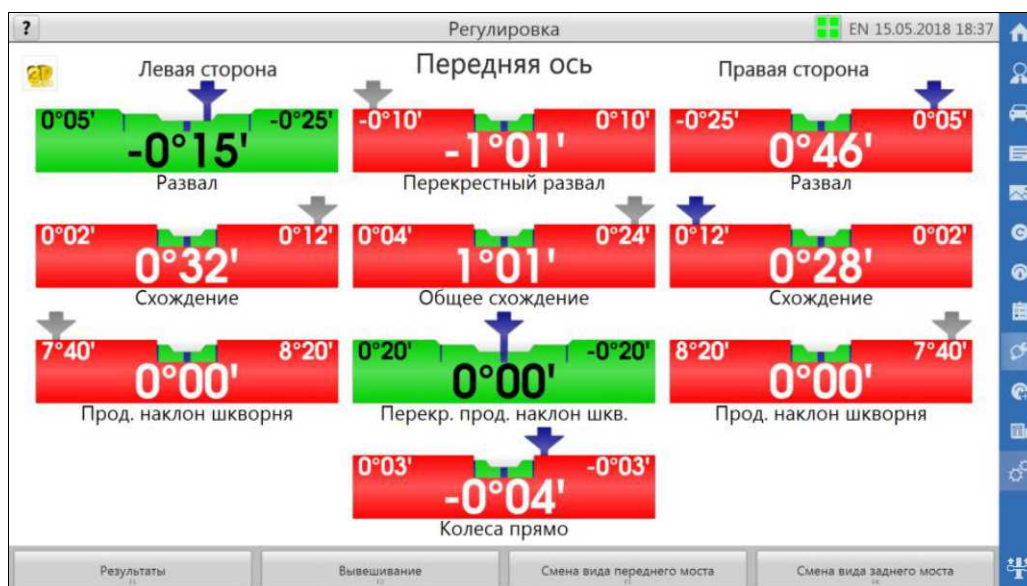 ?
Регулировка
EN 15.05.2018 18:37
2D
Левая сторона
Передняя ось
Правая сторона
0°05' -0°25' -0°10' 0°10' -0°25' 0°05'
-0°15' -1°01' 0°46'
Развал Перекрестный развал Развал
0°02' 0°12' 0°04' 0°24' 0°12' 0°02'
0°32' 1°01' 0°28'
Схождение Общее схождение Схождение
7°40' 8°20' 0°20' -0°20' 8°20' 7°40'
0°00' 0°00' 0°00'
Прод. наклон шкворня Перекр. прод. наклон шкв. Прод. наклон шкворня
0°03' -0°03'
-0°04'
Колеса прямо
Результаты Вывешивание Смена вида переднего моста Смена вида заднего моста